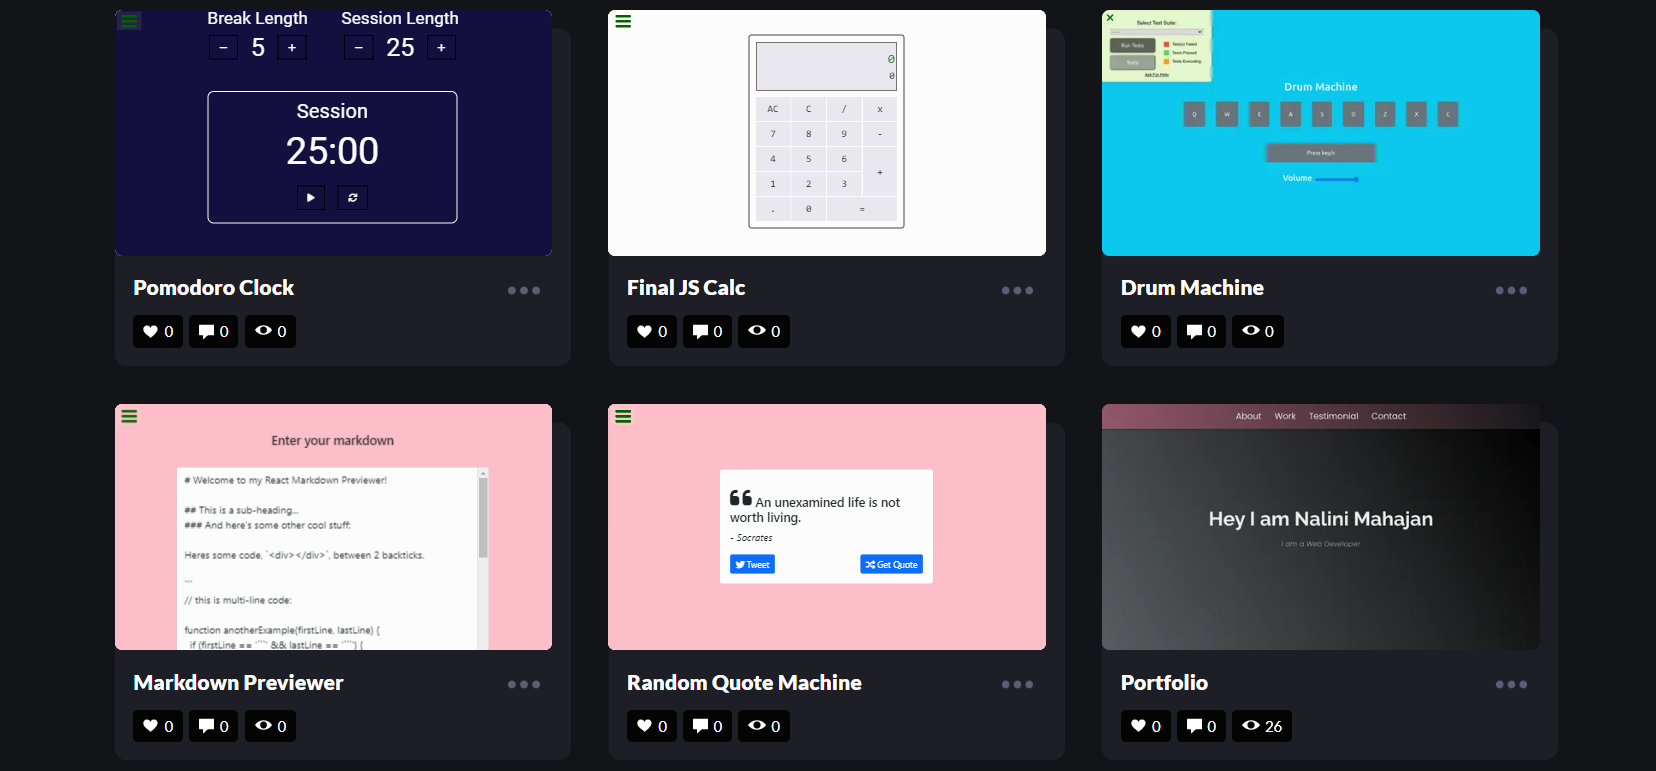 Break Length
Session Length
− 5 +
− 25 +
Session
25:00
Pomodoro Clock
0 0 0
0
0
AC C / x
7 8 9 -
4 5 6
+
1 2 3
. 0 =
Final JS Calc
0 0 0
Select Test Suite:
Run Tests
Tests
Test(s) Failed
Tests Passed
Tests Executing
Ask For Help
Drum Machine
Q W E A S D Z X C
Press key/s
Volume
Drum Machine
0 0 0
Enter your markdown
# Welcome to my React Markdown Previewer!
## This is a sub-heading...
### And here's some other cool stuff:
Heres some code, `<div></div>`, between 2 backticks.
```
// this is multi-line code:
function anotherExample(firstLine, lastLine) {
if (firstLine == '```' && lastLine == '```') {
Markdown Previewer
0 0 0
An unexamined life is not
worth living.
- Socrates
Tweet
Get Quote
Random Quote Machine
0 0 0
About Work Testimonial Contact
Hey I am Nalini Mahajan
I am a Web Developer
Portfolio
0 0 26